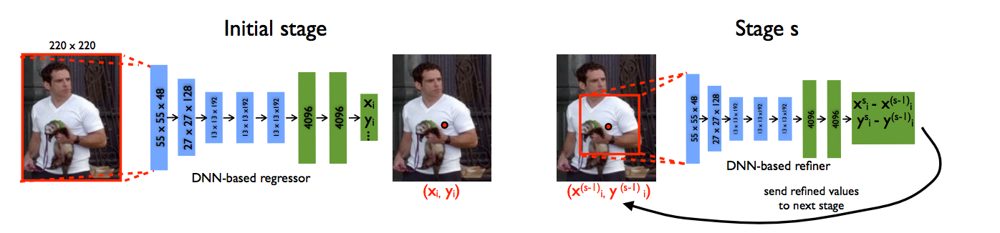 Initial stage
220 x 220
55 x 55 x 48
27 x 27 x 128
13 x 13 x 192
13 x 13 x 192
13 x 13 x 192
4096
4096
xᵢ
yᵢ
⋮
DNN-based regressor
(xᵢ, yᵢ)
Stage s
55 x 55 x 48
27 x 27 x 128
13 x 13 x 192
13 x 13 x 192
13 x 13 x 192
4096
4096
xˢᵢ - x⁽ˢ⁻¹⁾ᵢ
yˢᵢ - y⁽ˢ⁻¹⁾ᵢ
DNN-based refiner
(x⁽ˢ⁻¹⁾ᵢ, y⁽ˢ⁻¹⁾ᵢ)
send refined values
to next stage